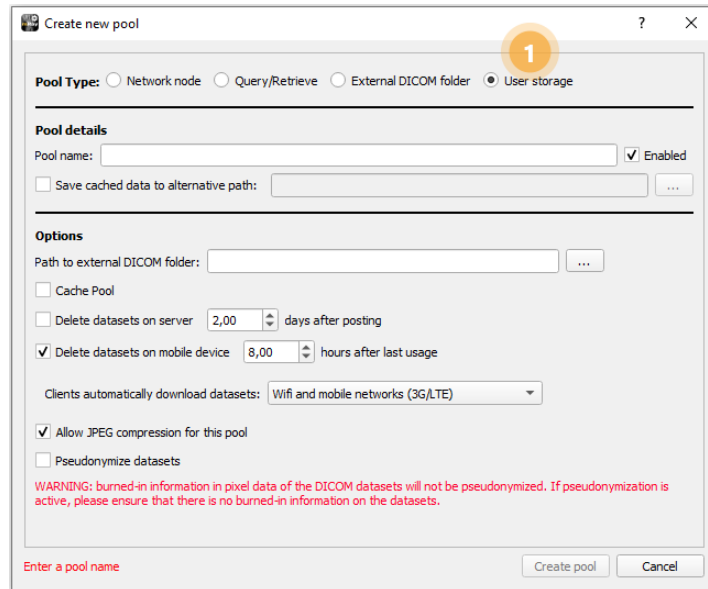 Create new pool
1
Pool Type: Network node Query/Retrieve External DICOM folder User storage
Pool details
Pool name: Enabled
Save cached data to alternative path: ...
Options
Path to external DICOM folder: ...
Cache Pool
Delete datasets on server 2,00 days after posting
Delete datasets on mobile device 8,00 hours after last usage
Clients automatically download datasets: Wifi and mobile networks (3G/LTE)
Allow JPEG compression for this pool
Pseudonymize datasets
WARNING: burned-in information in pixel data of the DICOM datasets will not be pseudonymized. If pseudonymization is
active, please ensure that there is no burned-in information on the datasets.
Enter a pool name Create pool Cancel